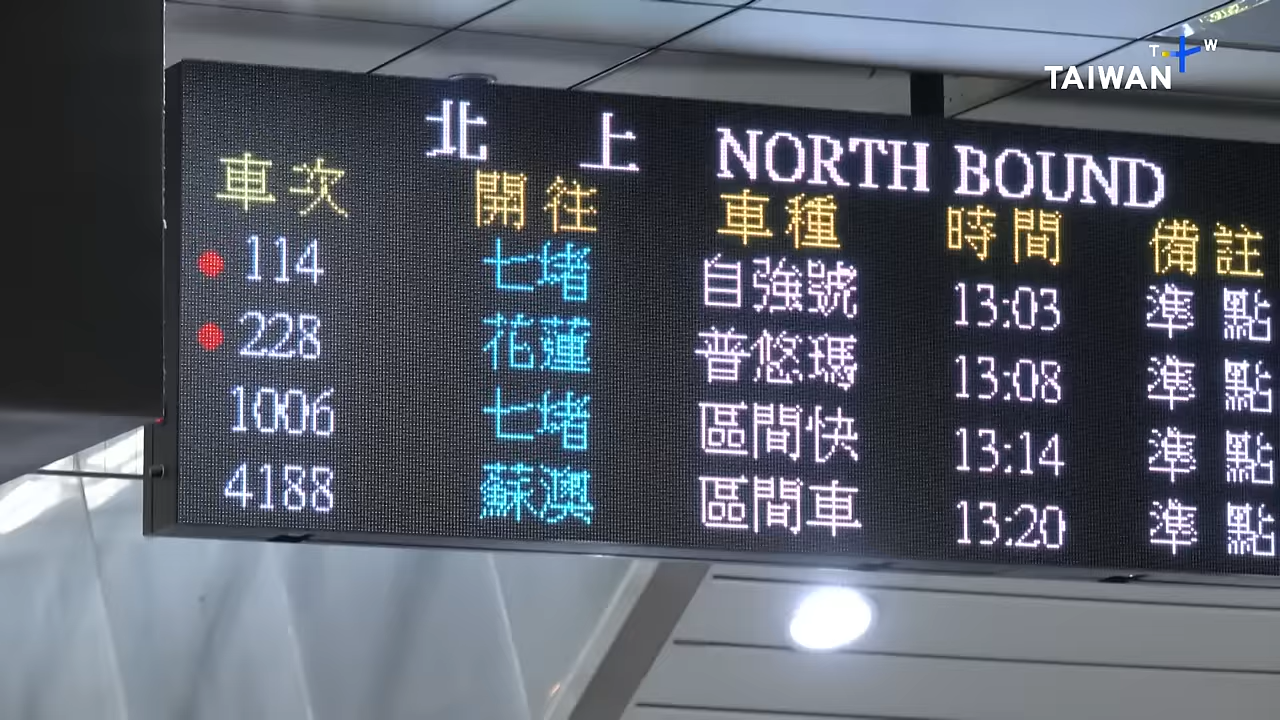 T W
TAIWAN
北上 NORTH BOUND
車次 開往 車種 時間 備註
114 七堵 自強號 13:03 準點
228 花蓮 普悠瑪 13:08 準點
1006 七堵 區間快 13:14 準點
4188 蘇澳 區間車 13:20 準點